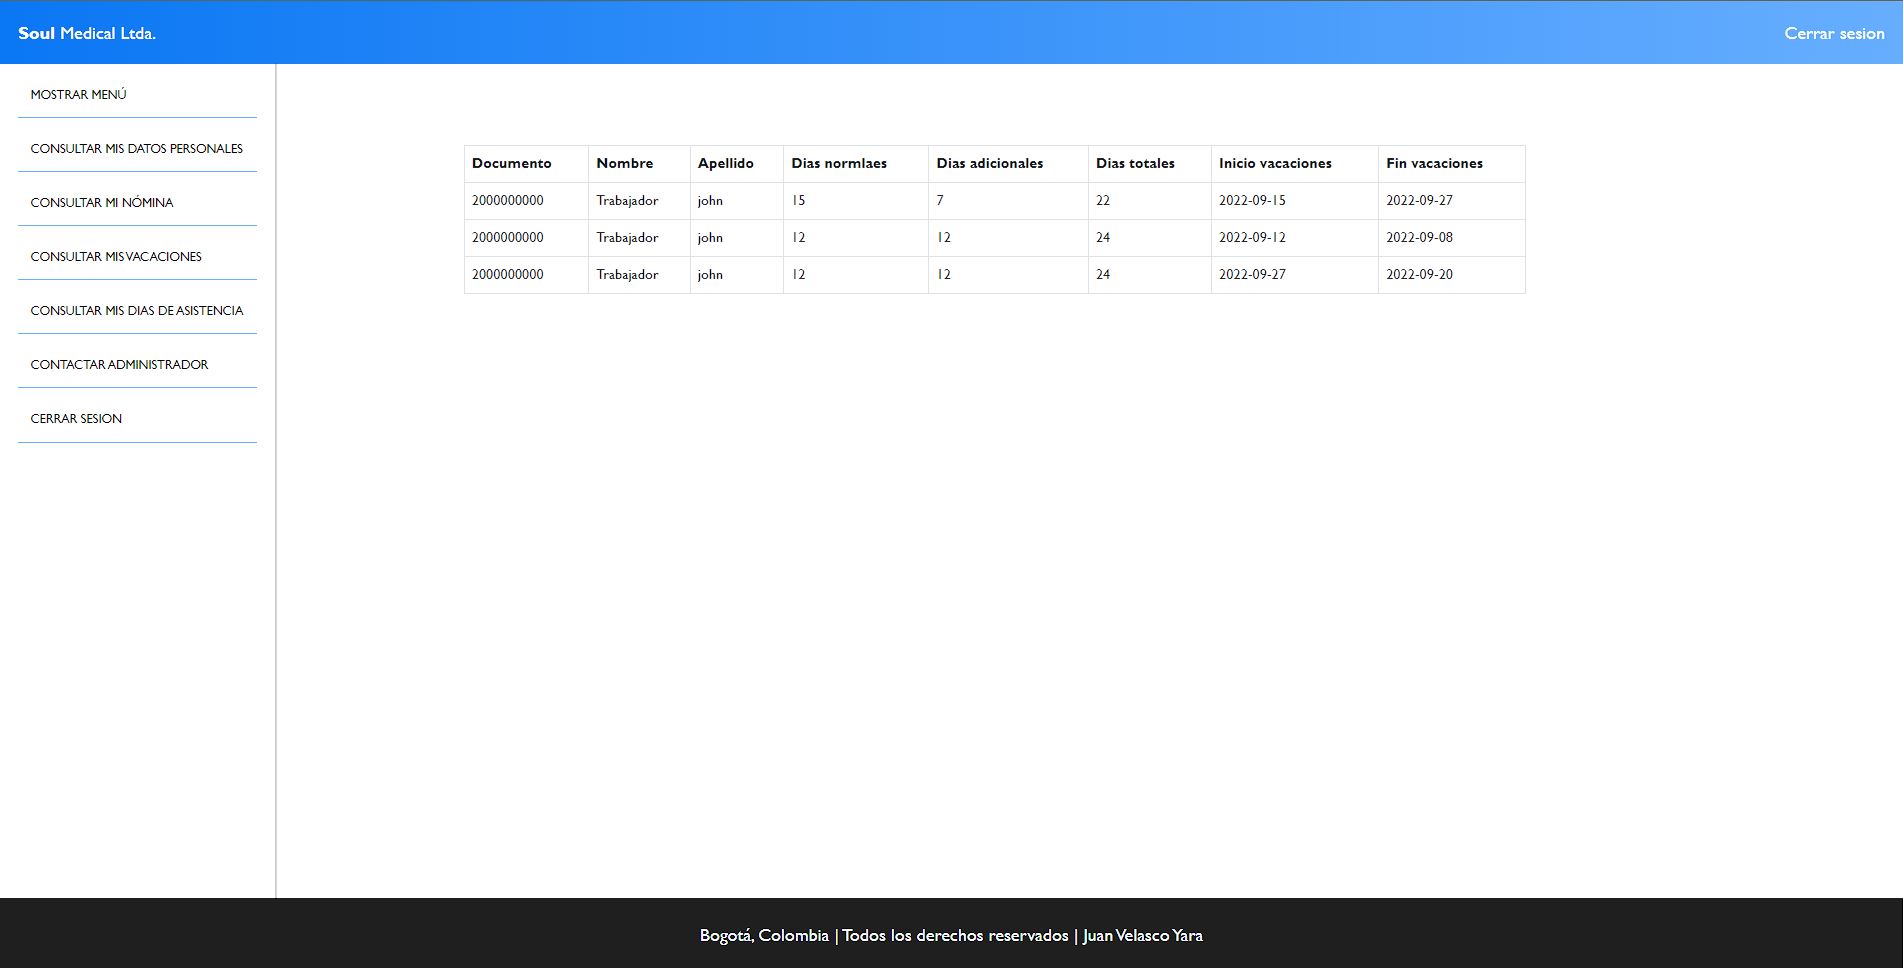 Soul Medical Ltda.
Cerrar sesion
MOSTRAR MENÚ
CONSULTAR MIS DATOS PERSONALES
CONSULTAR MI NÓMINA
CONSULTAR MIS VACACIONES
CONSULTAR MIS DIAS DE ASISTENCIA
CONTACTAR ADMINISTRADOR
CERRAR SESION
Documento Nombre Apellido Dias normlaes Dias adicionales Dias totales Inicio vacaciones Fin vacaciones
2000000000 Trabajador john 15 7 22 2022-09-15 2022-09-27
2000000000 Trabajador john 12 12 24 2022-09-12 2022-09-08
2000000000 Trabajador john 12 12 24 2022-09-27 2022-09-20
Bogotá, Colombia | Todos los derechos reservados | Juan Velasco Yara